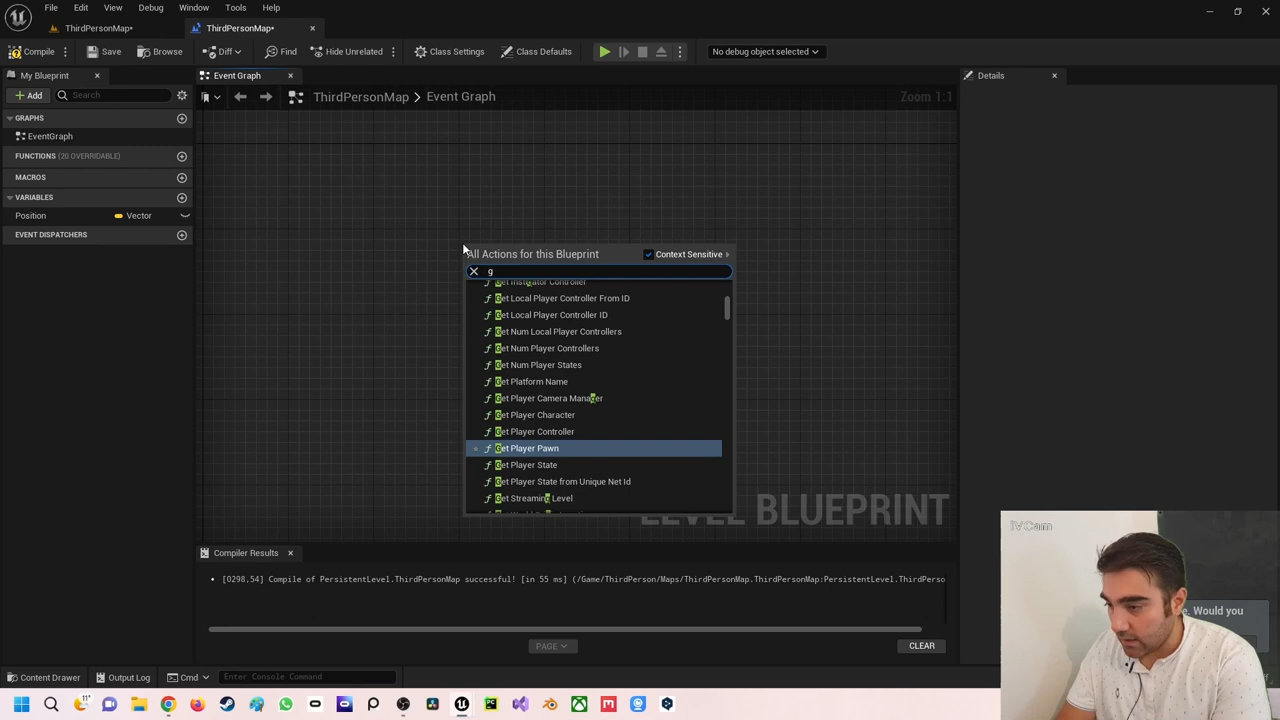 File Edit Debug Window Tools Help
ThirdPersonMap•
ThirdPersonMap•
Compile
Save
Browse
Diff
Find
Hide Unrelated
Class Settings
Class Defaults
No debug object selected
My Blueprint
Event Graph
Details
Add
Search
ThirdPersonMap > Event Graph
Zoom 1:1
GRAPHS
EventGraph
FUNCTIONS (20 OVERRIDABLE)
MACROS
VARIABLES
Position
Vector
EVENT DISPATCHERS
All Actions for this Blueprint
Context Sensitive
g
Get Instigator Controller
Get Local Player Controller From ID
Get Local Player Controller ID
Get Num Local Player Controllers
Get Num Player Controllers
Get Num Player States
Get Platform Name
Get Player Camera Manager
Get Player Character
Get Player Controller
Get Player Pawn
Get Player State
Get Player State from Unique Net Id
Get Streaming Level
LEVEL BLUEPRINT
iVCam
Compiler Results
[0298,54] Compile of PersistentLevel.ThirdPersonMap successful! [in 55 ms] (/Game/ThirdPerson/Maps/ThirdPersonMap.ThirdPersonMap:PersistentLevel.ThirdPerso
Would you
PAGE
CLEAR
Content Drawer
Output Log
Cmd
Enter Console Command
11°